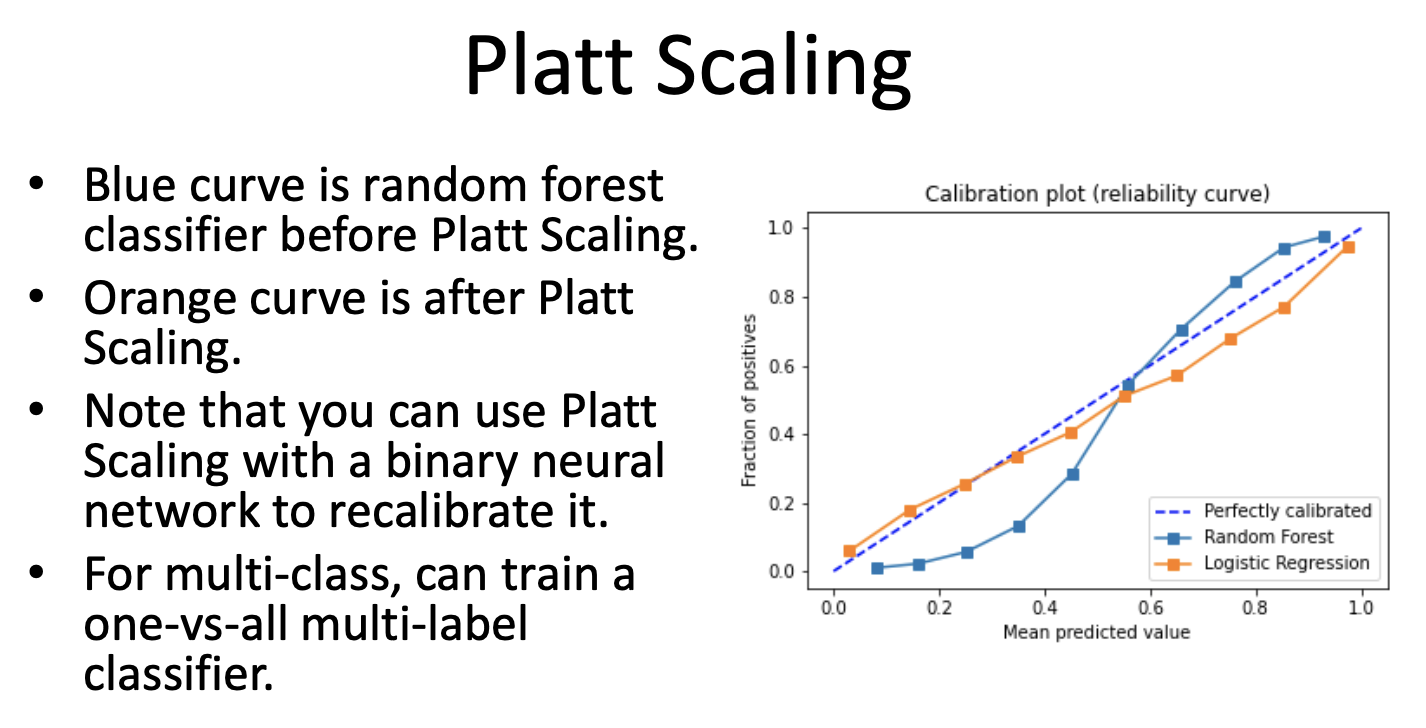 Platt Scaling
• Blue curve is random forest
classifier before Platt Scaling.
• Orange curve is after Platt
Scaling.
• Note that you can use Platt
Scaling with a binary neural
network to recalibrate it.
• For multi-class, can train a
one-vs-all multi-label
classifier.
Calibration plot (reliability curve)
Fraction of positives
1.0
0.8
0.6
0.4
0.2
0.0
Perfectly calibrated
Random Forest
Logistic Regression
0.0 0.2 0.4 0.6 0.8 1.0
Mean predicted value